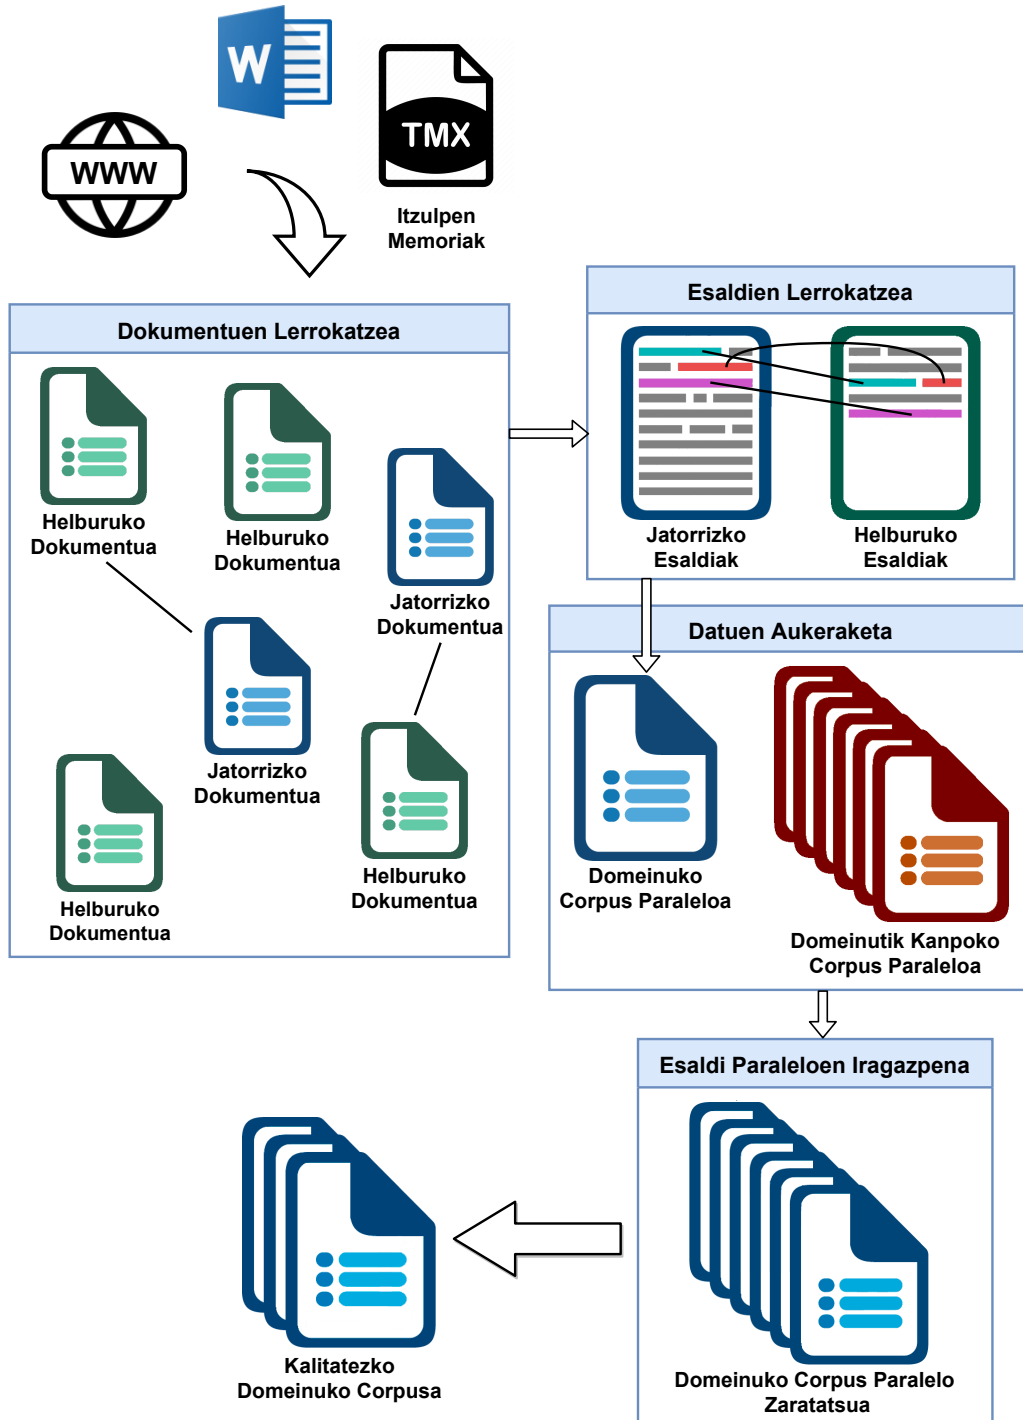 W
WWW
TMX
Itzulpen
Memoriak
Dokumentuen Lerrokatzea
Helburuko
Dokumentua
Helburuko
Dokumentua
Jatorrizko
Dokumentua
Jatorrizko
Dokumentua
Helburuko
Dokumentua
Helburuko
Dokumentua
Esaldien Lerrokatzea
Jatorrizko
Esaldiak
Helburuko
Esaldiak
Datuen Aukeraketa
Domeinuko
Corpus Paraleloa
Domeinutik Kanpoko
Corpus Paraleloa
Esaldi Paraleloen Iragazpena
Domeinuko Corpus Paralelo
Zaratatsua
Kalitatezko
Domeinuko Corpusa